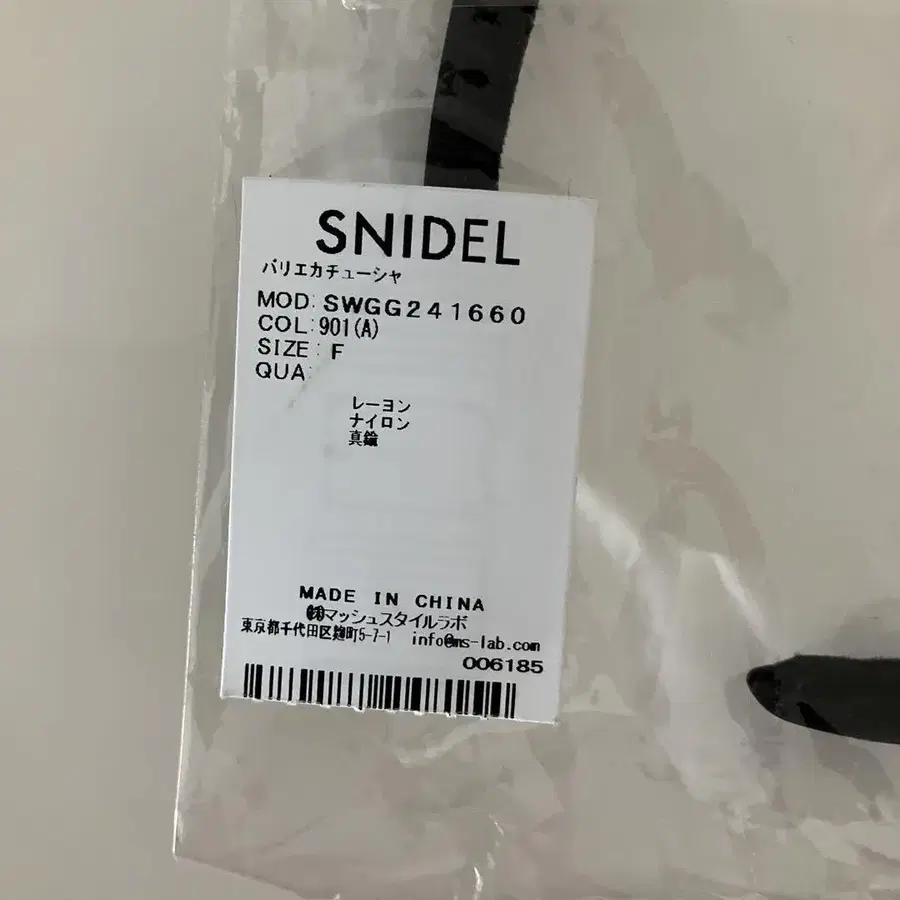 SNIDEL
バリエカチューシャ
MOD: SWGG241660
COL: 901(A)
SIZE: F
QUA:
レーヨン
ナイロン
真鍮
MADE IN CHINA
㈱マッシュスタイルラボ
東京都千代田区麹町5-7-1 info@ms-lab.com
006185